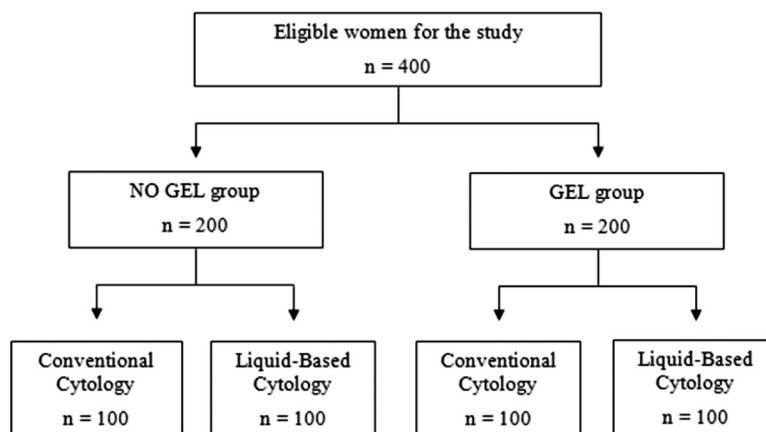 Eligible women for the study
n = 400
NO GEL group
n = 200
GEL group
n = 200
Conventional
Cytology
n = 100
Liquid-Based
Cytology
n = 100
Conventional
Cytology
n = 100
Liquid-Based
Cytology
n = 100